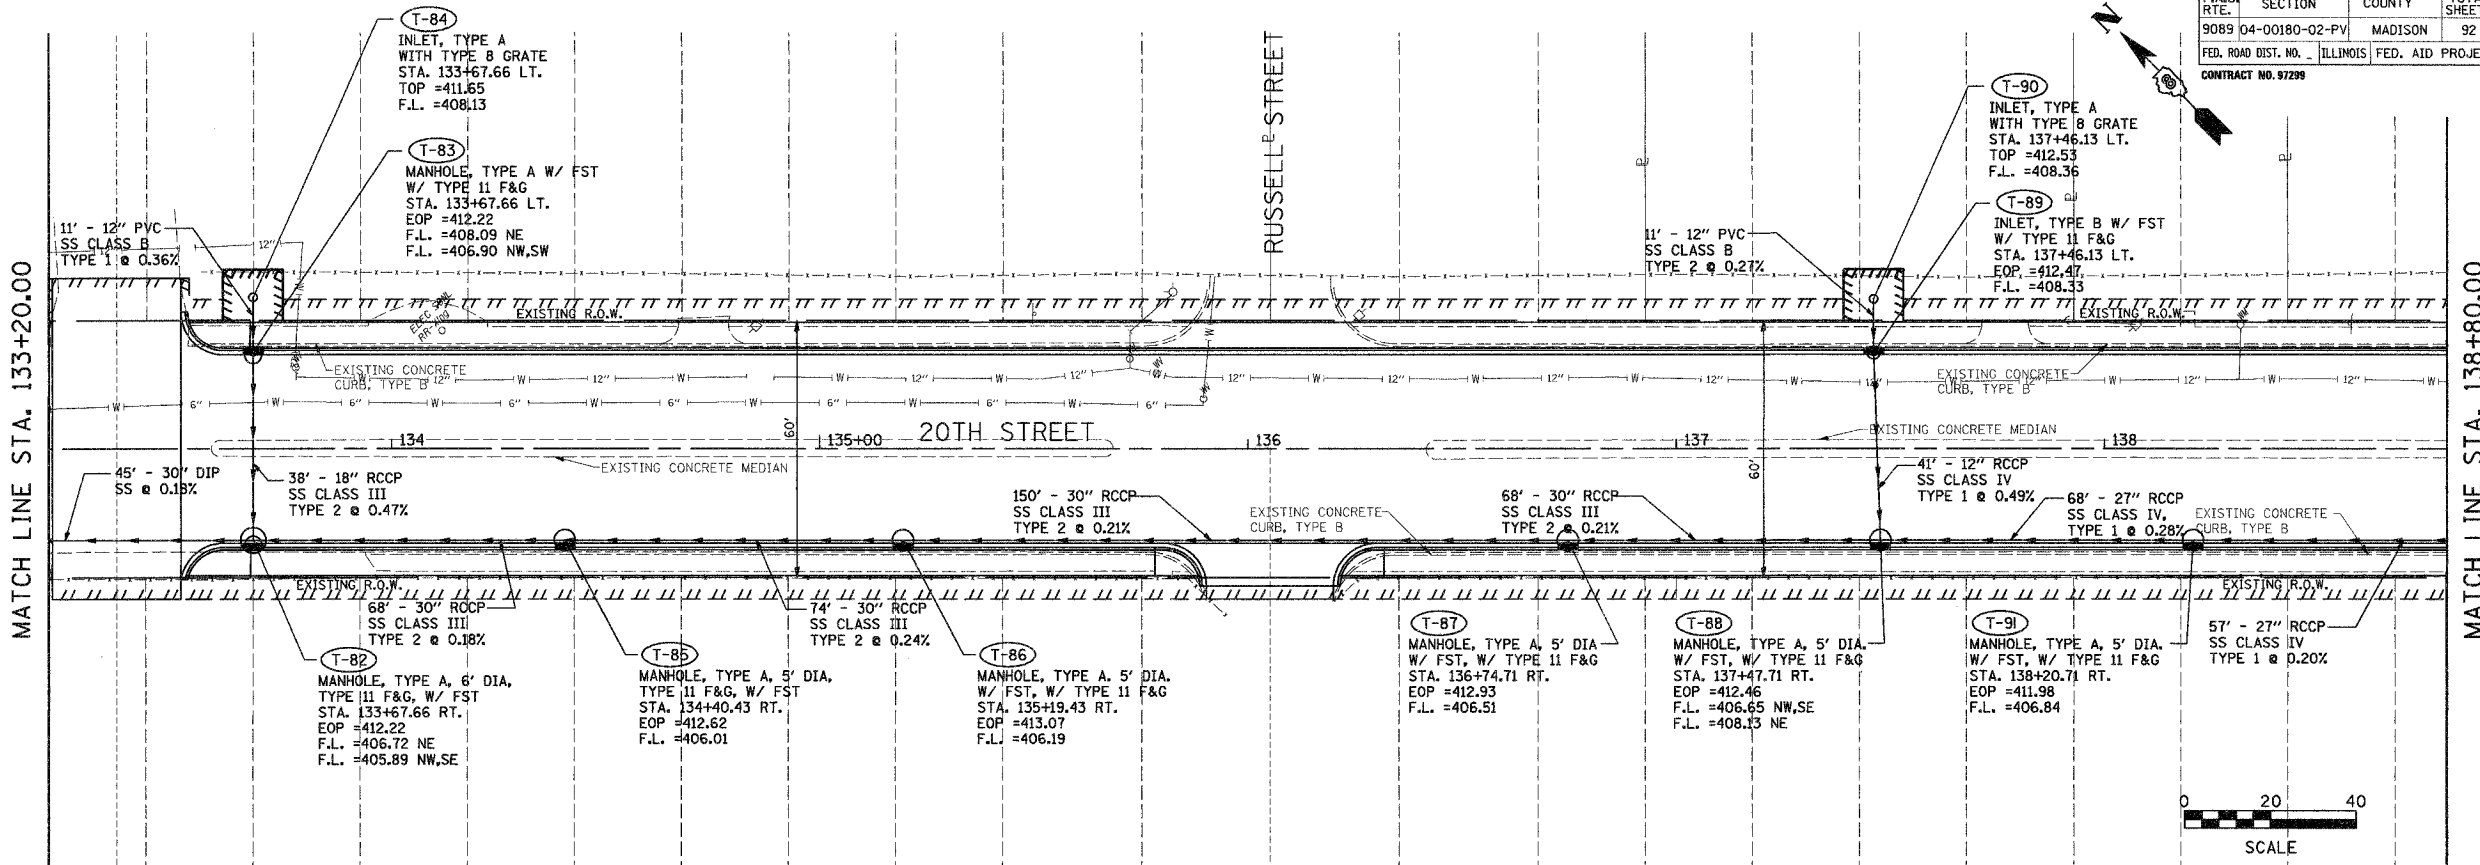 T-84
INLET, TYPE A
WITH TYPE 8 GRATE
STA. 133+67.66 LT.
TOP =411.65
F.L. =408.13
T-83
MANHOLE, TYPE A W/ FST
W/ TYPE 11 F&G
STA. 133+67.66 LT.
EOP =412.22
F.L. =408.09 NE
F.L. =406.90 NW,SW
11' - 12" PVC
SS CLASS B
TYPE 1 @ 0.36%
RUSSELL STREET
RTE. SECTION COUNTY SHEET
9089 04-00180-02-PV MADISON 92
FED. ROAD DIST. NO. _ ILLINOIS FED. AID PROJE
CONTRACT NO. 97299
N
T-90
INLET, TYPE A
WITH TYPE 8 GRATE
STA. 137+46.13 LT.
TOP =412.53
F.L. =408.36
T-89
INLET, TYPE B W/ FST
W/ TYPE 11 F&G
STA. 137+46.13 LT.
EOP =412.47
F.L. =408.33
11' - 12" PVC
SS CLASS B
TYPE 2 @ 0.27%
MATCH LINE STA. 133+20.00
MATCH LINE STA. 138+80.00
EXISTING R.O.W.
EXISTING R.O.W.
EXISTING CONCRETE
CURB, TYPE B
EXISTING CONCRETE
CURB, TYPE B
W 12" W 12" W 12" W 12" W 12" W 12" W 12" W
W 6" W 6" W 6" W 6" W 6" W 6" W 6"
60'
60'
134
135+00
20TH STREET
136
137
138
EXISTING CONCRETE MEDIAN
EXISTING CONCRETE MEDIAN
45' - 30" DIP
SS @ 0.18%
38' - 18" RCCP
SS CLASS III
TYPE 2 @ 0.47%
150' - 30" RCCP
SS CLASS III
TYPE 2 @ 0.21%
EXISTING CONCRETE
CURB, TYPE B
68' - 30" RCCP
SS CLASS III
TYPE 2 @ 0.21%
41' - 12" RCCP
SS CLASS IV
TYPE 1 @ 0.49%
68' - 27" RCCP
SS CLASS IV,
TYPE 1 @ 0.28%
EXISTING CONCRETE
CURB, TYPE B
EXISTING R.O.W.
EXISTING R.O.W.
68' - 30" RCCP
SS CLASS III
TYPE 2 @ 0.18%
74' - 30" RCCP
SS CLASS III
TYPE 2 @ 0.24%
57' - 27" RCCP
SS CLASS IV
TYPE 1 @ 0.20%
T-82
MANHOLE, TYPE A, 6' DIA,
TYPE 11 F&G, W/ FST
STA. 133+67.66 RT.
EOP =412.22
F.L. =406.72 NE
F.L. =405.89 NW,SE
T-85
MANHOLE, TYPE A, 5' DIA,
TYPE 11 F&G, W/ FST
STA. 134+40.43 RT.
EOP =412.62
F.L. =406.01
T-86
MANHOLE, TYPE A. 5' DIA.
W/ FST, W/ TYPE 11 F&G
STA. 135+19.43 RT.
EOP =413.07
F.L. =406.19
T-87
MANHOLE, TYPE A, 5' DIA
W/ FST, W/ TYPE 11 F&G
STA. 136+74.71 RT.
EOP =412.93
F.L. =406.51
T-88
MANHOLE, TYPE A, 5' DIA.
W/ FST, W/ TYPE 11 F&G
STA. 137+47.71 RT.
EOP =412.46
F.L. =406.65 NW,SE
F.L. =408.13 NE
T-91
MANHOLE, TYPE A, 5' DIA.
W/ FST, W/ TYPE 11 F&G
STA. 138+20.71 RT.
EOP =411.98
F.L. =406.84
0 20 40
SCALE